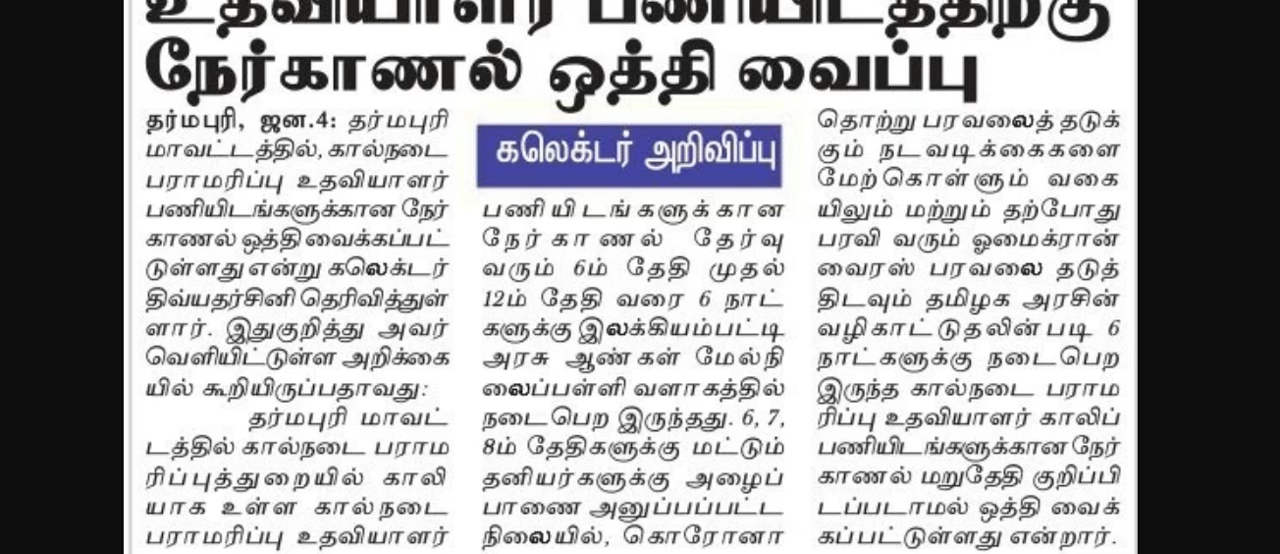 உதவியாளர் பணியிடத்திற்கு
நேர்காணல் ஒத்தி வைப்பு
தர்மபுரி, ஜன.4: தர்மபுரி
மாவட்டத்தில், கால்நடை
பராமரிப்பு உதவியாளர்
பணியிடங்களுக்கான நேர்
காணல் ஒத்தி வைக்கப்பட்
டுள்ளது என்று கலெக்டர்
திவ்யதர்சினி தெரிவித்துள்
ளார். இதுகுறித்து அவர்
வெளியிட்டுள்ள அறிக்கை
யில் கூறியிருப்பதாவது:
தர்மபுரி மாவட்
டத்தில் கால்நடை பராம
ரிப்புத்துறையில் காலி
யாக உள்ள கால்நடை
பராமரிப்பு உதவியாளர்
கலெக்டர் அறிவிப்பு
பணியிடங்களுக்கான
நேர்காணல் தேர்வு
வரும் 6ம் தேதி முதல்
12ம் தேதி வரை 6 நாட்
களுக்கு இலக்கியம்பட்டி
அரசு ஆண்கள் மேல்நி
லைப்பள்ளி வளாகத்தில்
நடைபெற இருந்தது. 6, 7,
8ம் தேதிகளுக்கு மட்டும்
தனியர்களுக்கு அழைப்
பாணை அனுப்பப்பட்ட
நிலையில், கொரோனா
தொற்று பரவலைத் தடுக்
கும் நடவடிக்கைகளை
மேற்கொள்ளும் வகை
யிலும் மற்றும் தற்போது
பரவி வரும் ஓமைக்ரான்
வைரஸ் பரவலை தடுத்
திடவும் தமிழக அரசின்
வழிகாட்டுதலின்படி 6
நாட்களுக்கு நடைபெற
இருந்த கால்நடை பராம
ரிப்பு உதவியாளர் காலிப்
பணியிடங்களுக்கான நேர்
காணல் மறுதேதி குறிப்பி
டப்படாமல் ஒத்தி வைக்
கப்பட்டுள்ளது என்றார்.